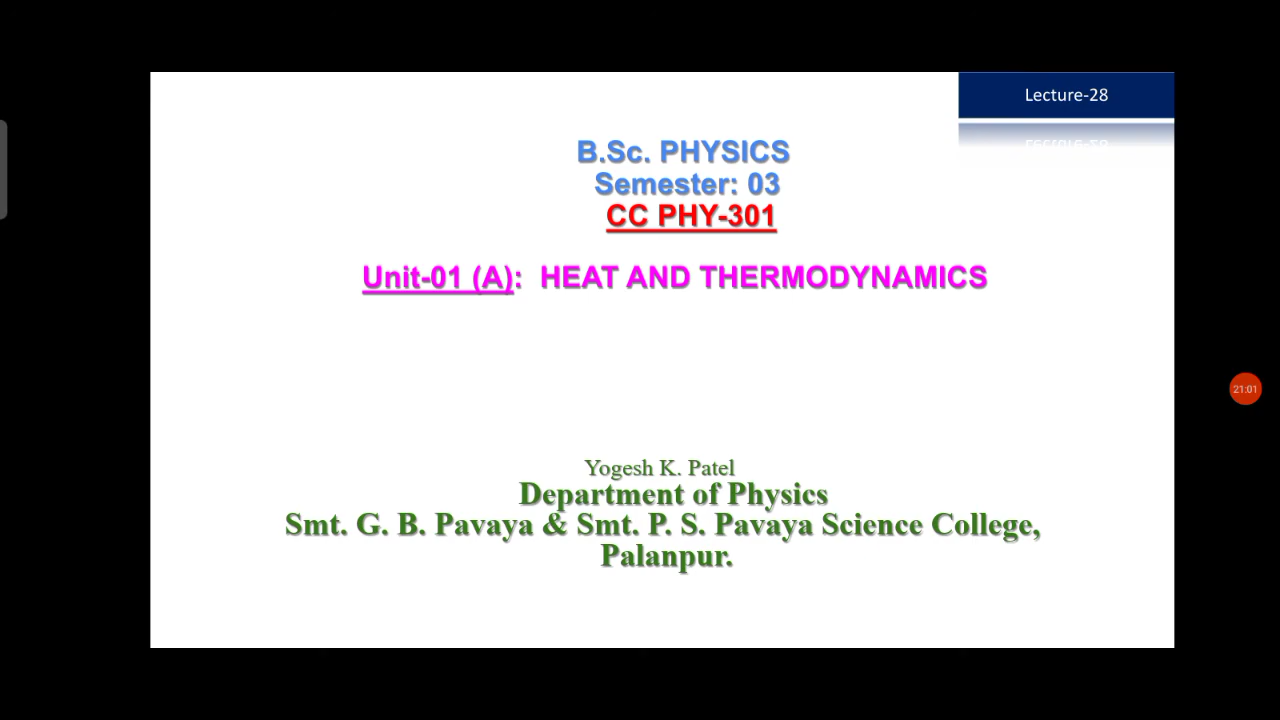 Lecture-28
B.Sc. PHYSICS
Semester: 03
CC PHY-301
Unit-01 (A):  HEAT AND THERMODYNAMICS
21:01
Yogesh K. Patel
Department of Physics
Smt. G. B. Pavaya & Smt. P. S. Pavaya Science College,
Palanpur.